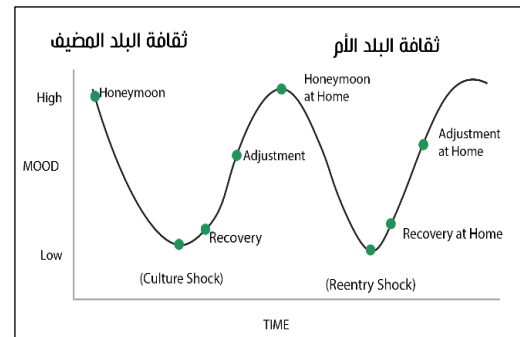 ثقافة البلد المضيف
ثقافة البلد الأم
High
Honeymoon
Honeymoon
at Home
MOOD
Adjustment
Adjustment
at Home
Recovery
Recovery at Home
Low
(Culture Shock)
(Reentry Shock)
TIME